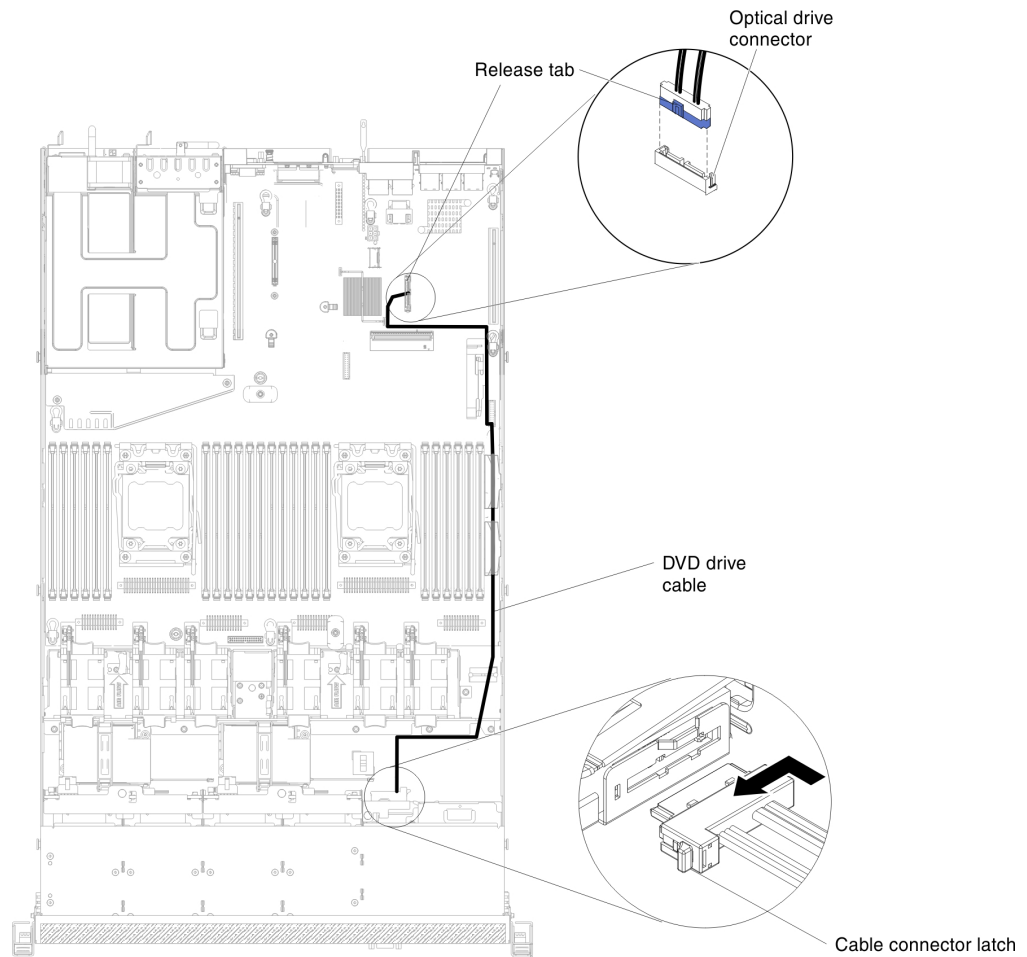 Optical drive
connector
Release tab
DVD drive
cable
Cable connector latch